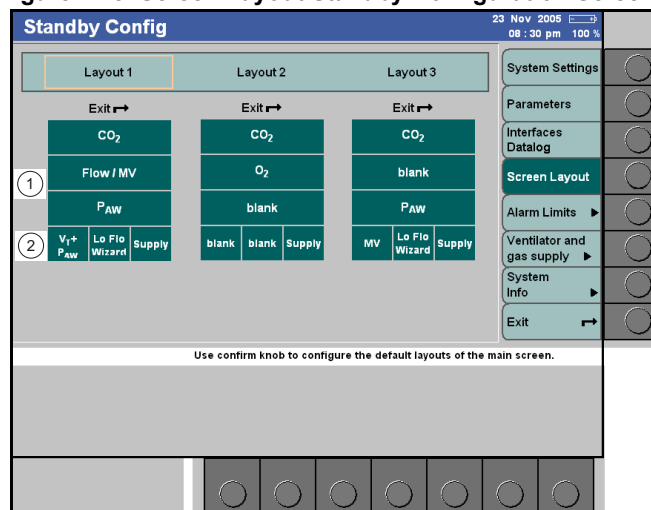 Standby Config
23 Nov 2005
08 : 30 pm 100 %
Layout 1 Layout 2 Layout 3
Exit Exit Exit
CO2 CO2 CO2
1
Flow / MV O2 blank
PAW blank PAW
2
VT+ PAW Lo Flo Wizard Supply blank blank Supply MV Lo Flo Wizard Supply
System Settings
Parameters
Interfaces
Datalog
Screen Layout
Alarm Limits
Ventilator and
gas supply
System
Info
Exit
Use confirm knob to configure the default layouts of the main screen.